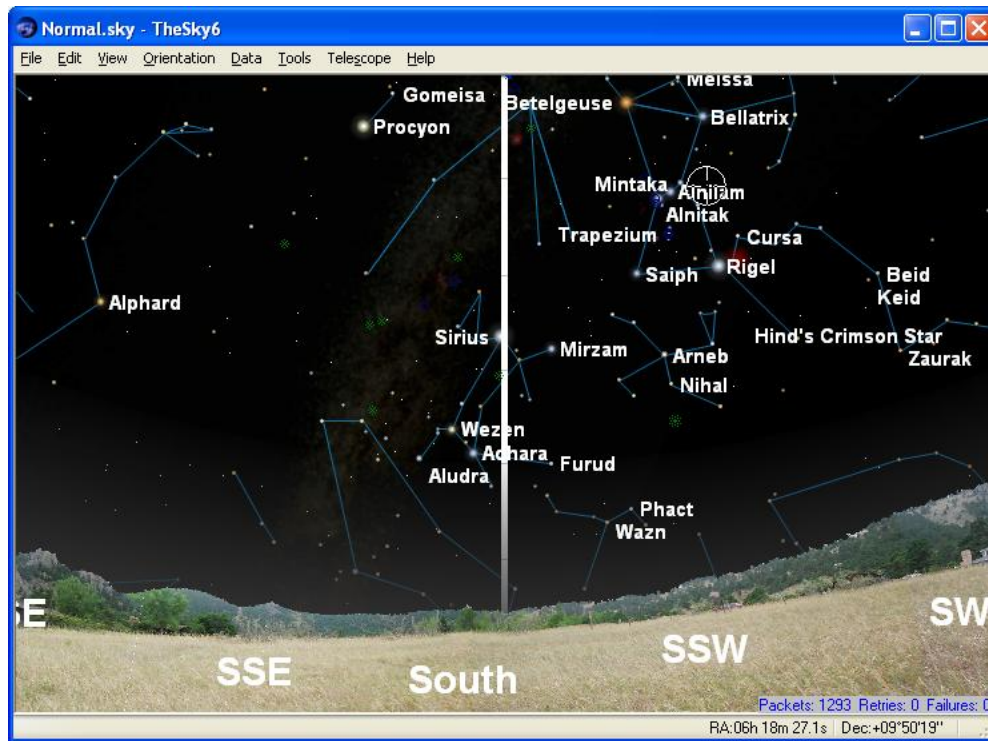 Normal.sky - TheSky6
File Edit View Orientation Data Tools Telescope Help
Meissa
Gomeisa
Betelgeuse
Procyon
Bellatrix
Mintaka
Alnilam
Alnitak
Trapezium
Cursa
Saiph
Rigel
Beid
Keid
Alphard
Sirius
Mirzam
Arneb
Hind's Crimson Star
Zaurak
Nihal
Wezen
Adhara
Aludra
Furud
Phact
Wazn
SE
SSE
South
SSW
SW
Packets: 1293 Retries: 0 Failures: 0
RA:06h 18m 27.1s Dec:+09°50'19"